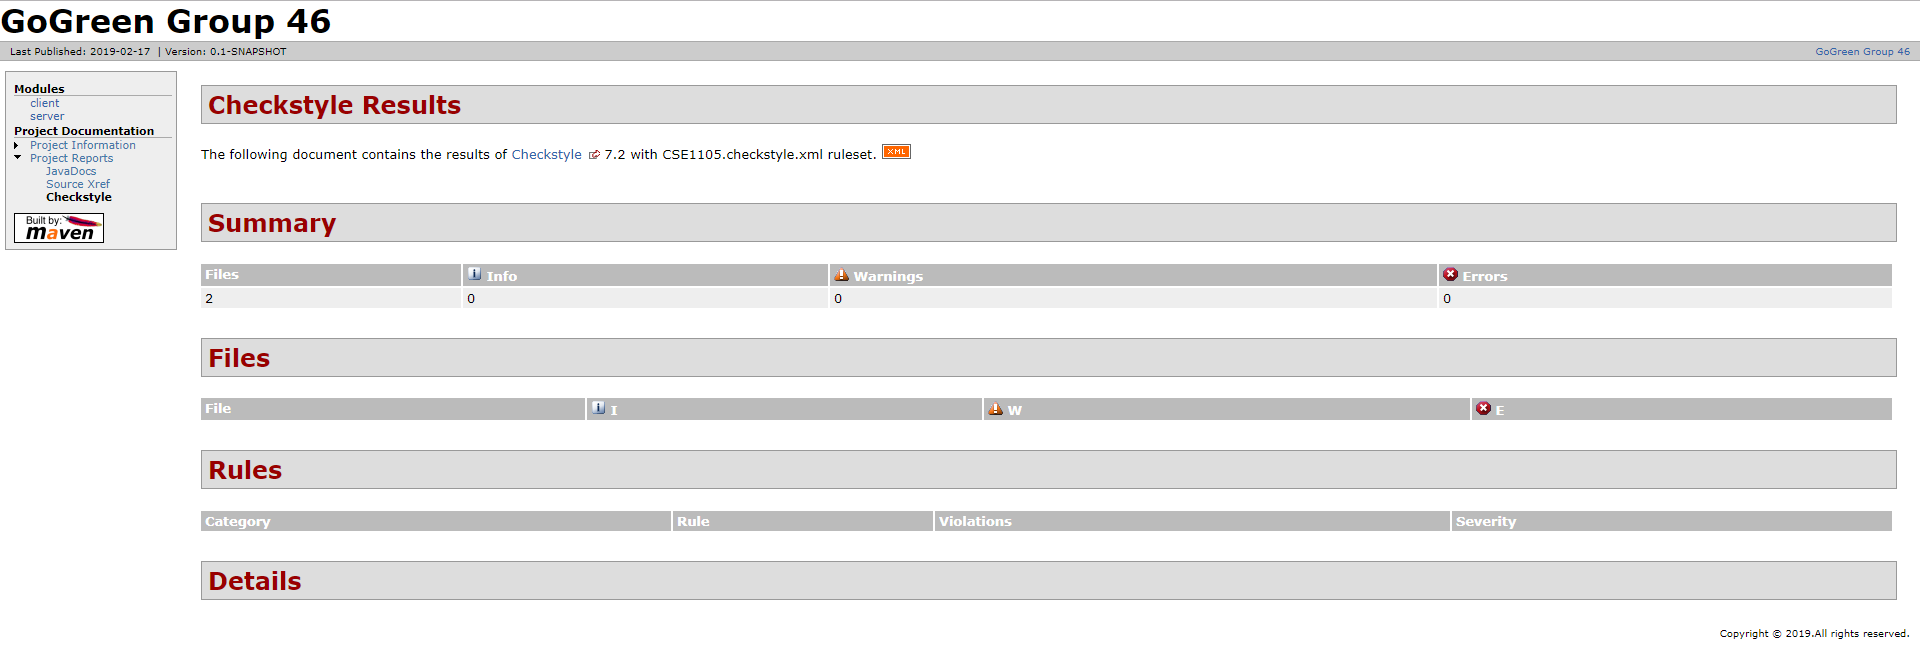 GoGreen Group 46
Last Published: 2019-02-17 | Version: 0.1-SNAPSHOT
GoGreen Group 46
Modules
client
server
Project Documentation
Project Information
Project Reports
JavaDocs
Source Xref
Checkstyle
Built by:
maven
Checkstyle Results
The following document contains the results of Checkstyle 7.2 with CSE1105.checkstyle.xml ruleset. XML
Summary
Files Info Warnings Errors
2 0 0 0
Files
File I W E
Rules
Category Rule Violations Severity
Details
Copyright © 2019.All rights reserved.